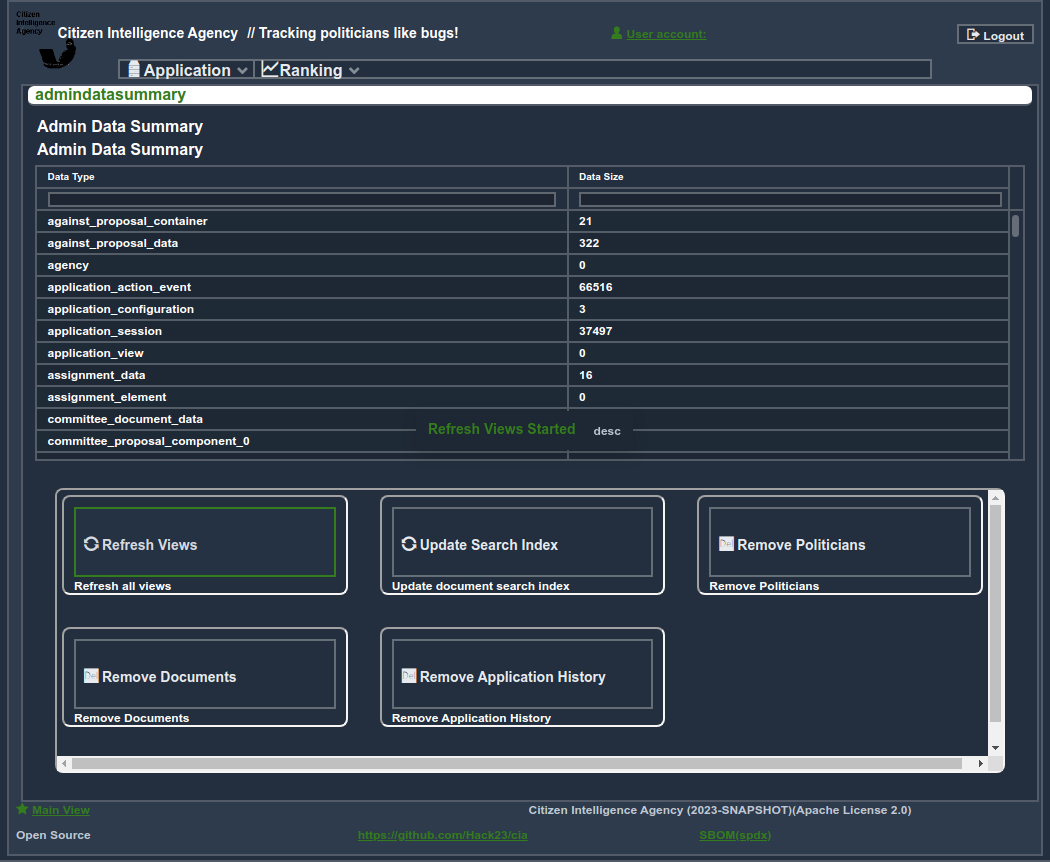 Citizen
Intelligence
Agency
Citizen Intelligence Agency // Tracking politicians like bugs!
User account:
Logout
Application
Ranking
admindatasummary
Admin Data Summary
Admin Data Summary
Data Type Data Size
against_proposal_container 21
against_proposal_data 322
agency 0
application_action_event 66516
application_configuration 3
application_session 37497
application_view 0
assignment_data 16
assignment_element 0
committee_document_data
Refresh Views Started desc
committee_proposal_component_0
Refresh Views
Refresh all views
Update Search Index
Update document search index
Del Remove Politicians
Remove Politicians
Del Remove Documents
Remove Documents
Del Remove Application History
Remove Application History
Main View
Citizen Intelligence Agency (2023-SNAPSHOT)(Apache License 2.0)
Open Source
https://github.com/Hack23/cia
SBOM(spdx)